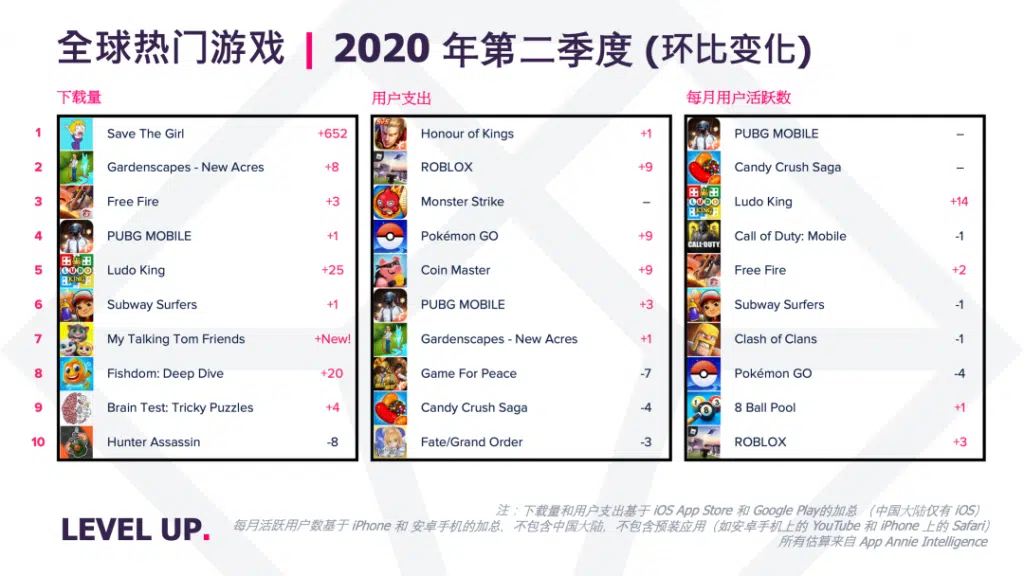 全球热门游戏 | 2020 年第二季度 (环比变化)
下载量
1 Save The Girl +652
2 Gardenscapes - New Acres +8
3 Free Fire +3
4 PUBG MOBILE +1
5 Ludo King +25
6 Subway Surfers +1
7 My Talking Tom Friends +New!
8 Fishdom: Deep Dive +20
9 Brain Test: Tricky Puzzles +4
10 Hunter Assassin -8
用户支出
Honour of Kings +1
ROBLOX +9
Monster Strike –
Pokémon GO +9
Coin Master +9
PUBG MOBILE +3
Gardenscapes - New Acres +1
Game For Peace -7
Candy Crush Saga -4
Fate/Grand Order -3
每月用户活跃数
PUBG MOBILE –
Candy Crush Saga –
Ludo King +14
Call of Duty: Mobile -1
Free Fire +2
Subway Surfers -1
Clash of Clans -1
Pokémon GO -4
8 Ball Pool +1
ROBLOX +3
LEVEL UP.
注：下载量和用户支出基于 iOS App Store 和 Google Play的加总 （中国大陆仅有 iOS）
每月活跃用户数基于 iPhone 和 安卓手机的加总，不包含中国大陆，不包含预装应用（如安卓手机上的 YouTube 和 iPhone 上的 Safari）
所有估算来自 App Annie Intelligence